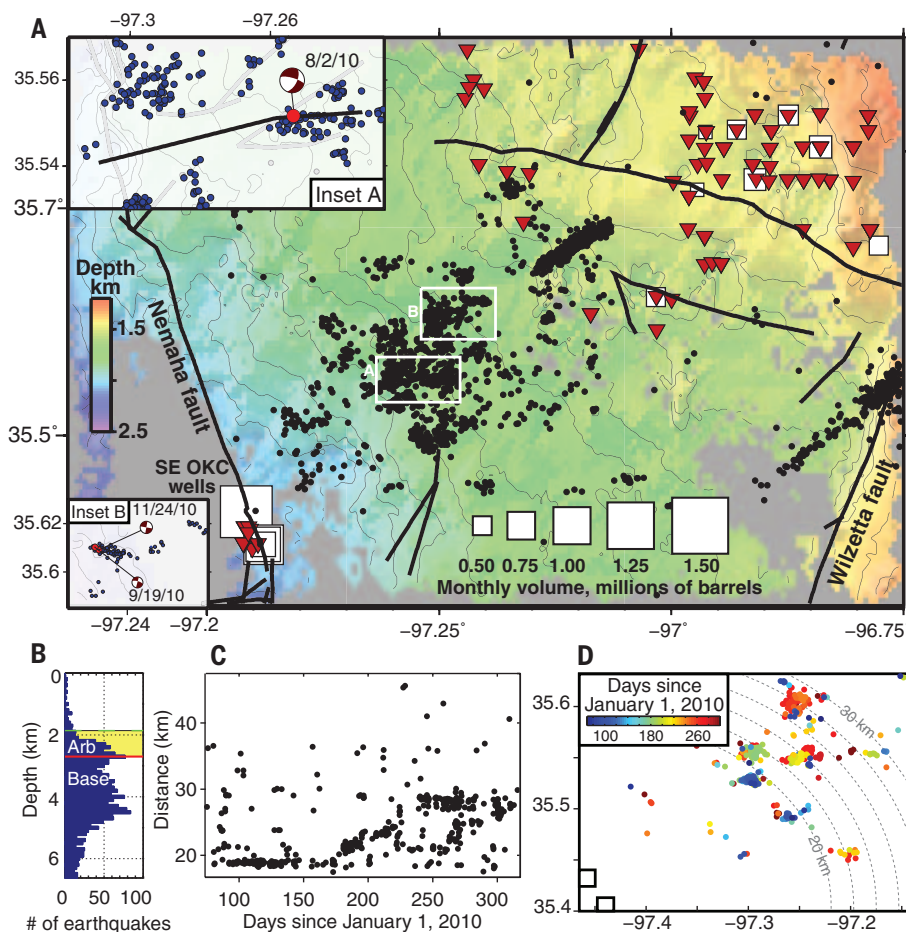 A
−97.3
−97.26
35.56
35.54
8/2/10
Inset A
35.7
Depth
km
1.5
2.5
Nemaha fault
B
A
35.5
SE OKC
wells
35.62
35.6
Inset B
11/24/10
9/19/10
0.50 0.75 1.00 1.25 1.50
Monthly volume, millions of barrels
Wilzetta fault
−97.24
−97.2
−97.25
−97°
−96.75
B
0
2
4
6
Depth (km)
Arb
Base
0 50 100
# of earthquakes
C
40
30
20
Distance (km)
100 150 200 250 300
Days since January 1, 2010
D
Days since
January 1, 2010
100 180 260
35.6
35.5
35.4
30 km
20 km
−97.4 −97.3 −97.2